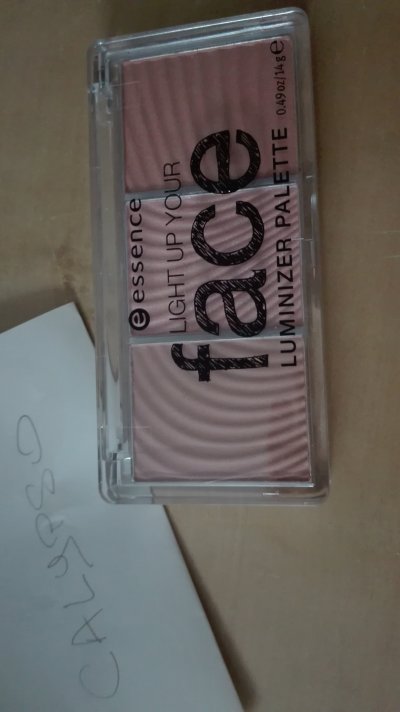 e essence
LIGHT UP YOUR
face
LUMINIZER PALETTE 0.49 oz/14 g e
CALYPSO